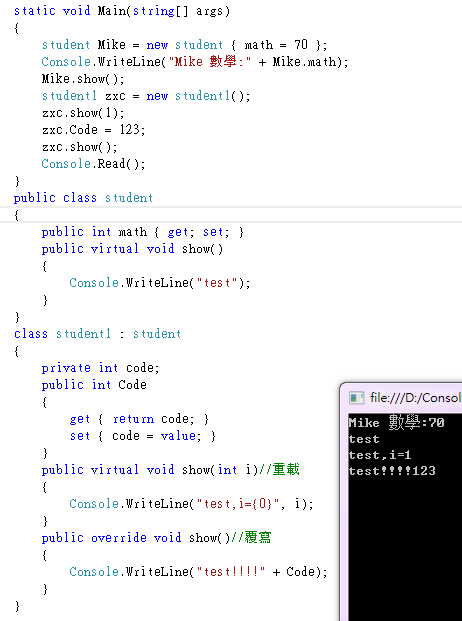 static void Main(string[] args)
{
    student Mike = new student { math = 70 };
    Console.WriteLine("Mike 數學:" + Mike.math);
    Mike.show();
    student1 zxc = new student1();
    zxc.show(1);
    zxc.Code = 123;
    zxc.show();
    Console.Read();
}
public class student
{
    public int math { get; set; }
    public virtual void show()
    {
        Console.WriteLine("test");
    }
}
class student1 : student
{
    private int code;
    public int Code
    {
        get { return code; }
        set { code = value; }
    }
    public virtual void show(int i)//重載
    {
        Console.WriteLine("test,i={0}", i);
    }
    public override void show()//覆寫
    {
        Console.WriteLine("test!!!!" + Code);
    }
}
file:///D:/Consol
Mike 數學:70
test
test,i=1
test!!!!123